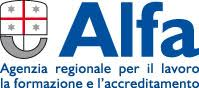 Alfa
Agenzia regionale per il lavoro
la formazione e l'accreditamento